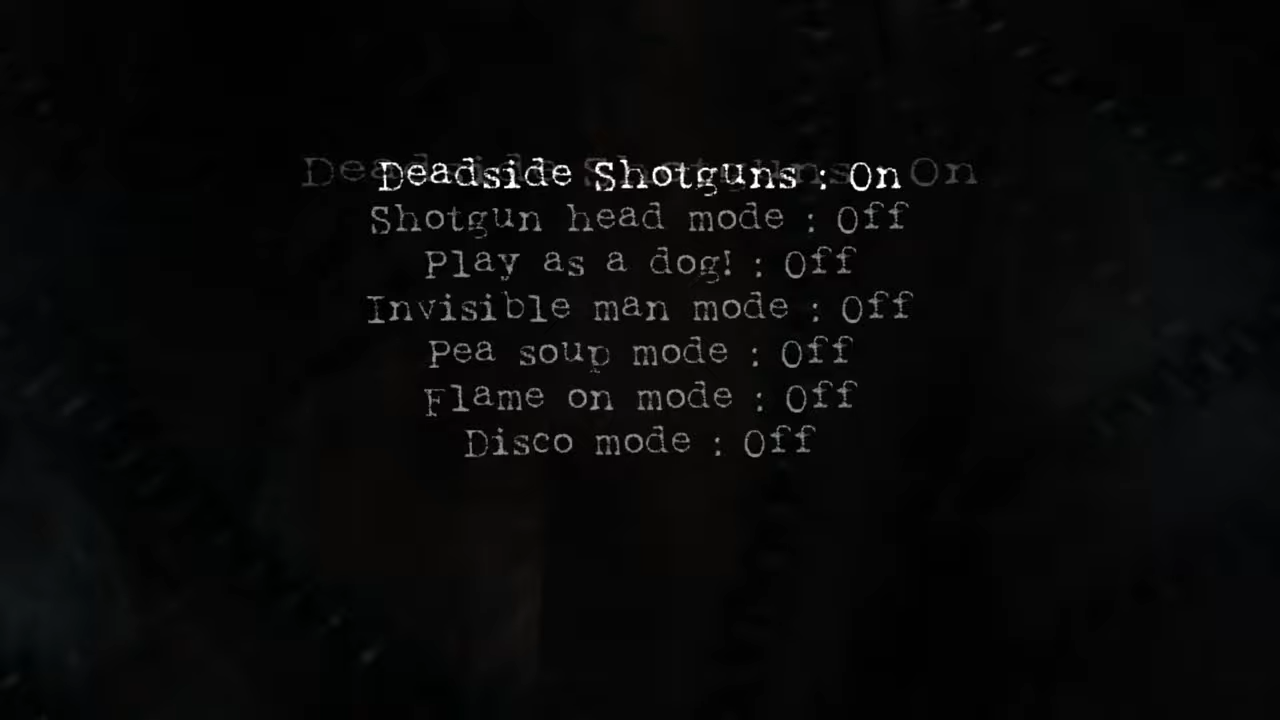 Deadside Shotguns : On
Shotgun head mode : Off
Play as a dog! : Off
Invisible man mode : Off
Pea soup mode : Off
Flame on mode : Off
Disco mode : Off